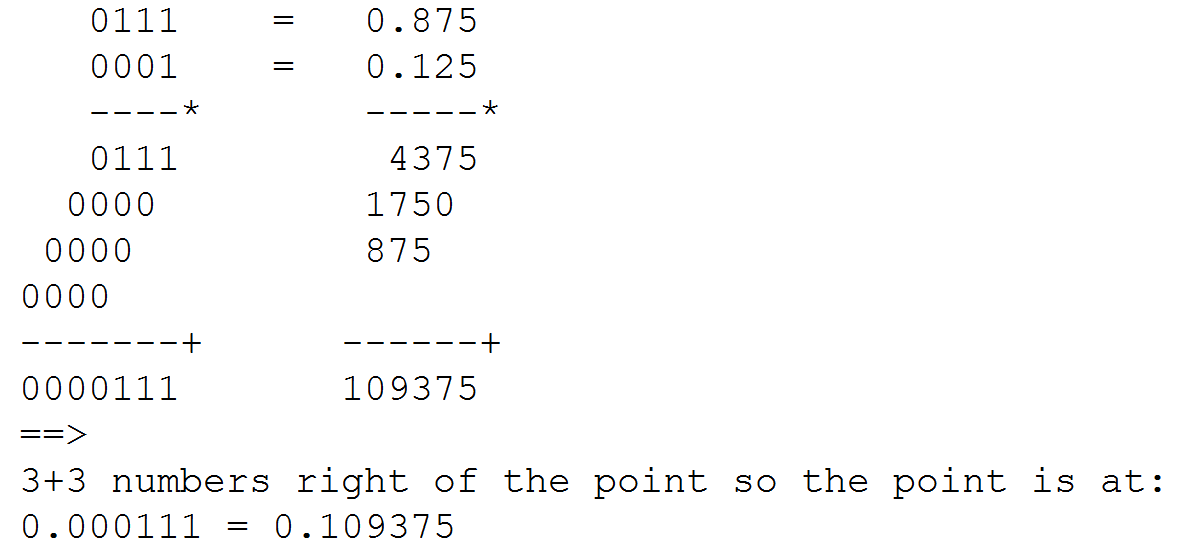 0111    =   0.875
   0001    =   0.125
   ----*       -----*
   0111         4375
  0000         1750
 0000          875
0000
-------+      ------+
0000111       109375
==>
3+3 numbers right of the point so the point is at:
0.000111 = 0.109375